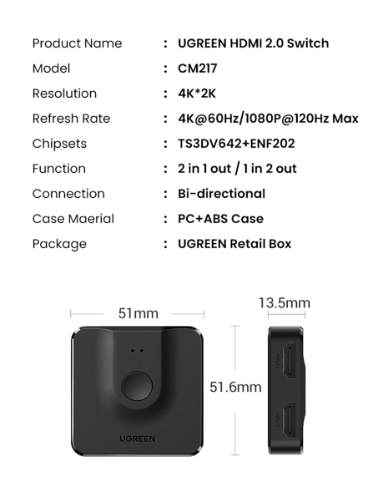 Product Name : UGREEN HDMI 2.0 Switch
Model : CM217
Resolution : 4K*2K
Refresh Rate : 4K@60Hz/1080P@120Hz Max
Chipsets : TS3DV642+ENF202
Function : 2 in 1 out / 1 in 2 out
Connection : Bi-directional
Case Maerial : PC+ABS Case
Package : UGREEN Retail Box
13.5mm
51mm
51.6mm
UGREEN